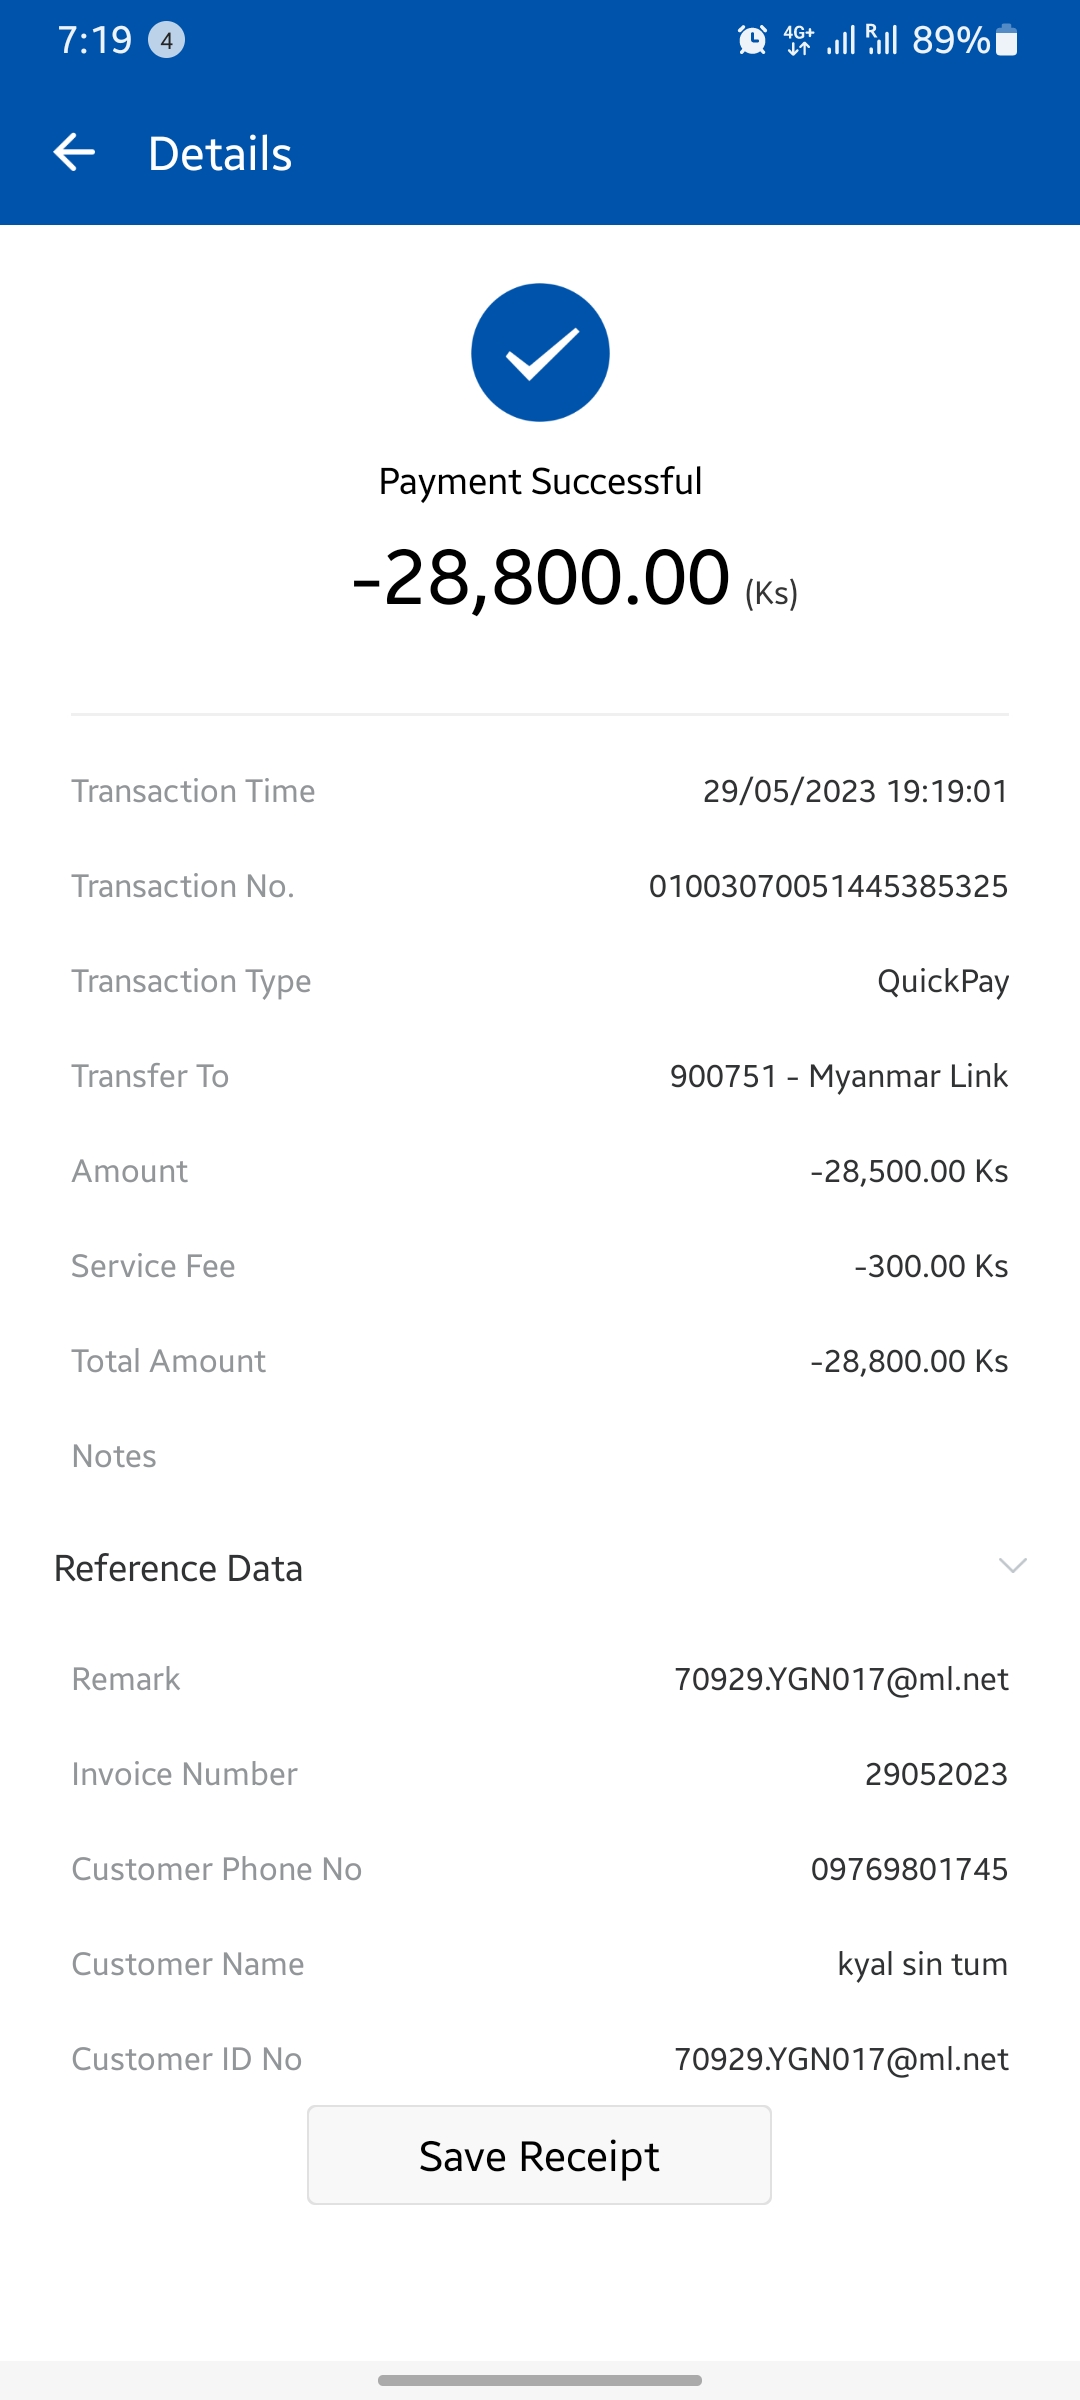 7:19 4 4G+ R 89%
Details
Payment Successful
-28,800.00 (Ks)
Transaction Time 29/05/2023 19:19:01
Transaction No. 01003070051445385325
Transaction Type QuickPay
Transfer To 900751 - Myanmar Link
Amount -28,500.00 Ks
Service Fee -300.00 Ks
Total Amount -28,800.00 Ks
Notes
Reference Data
Remark 70929.YGN017@ml.net
Invoice Number 29052023
Customer Phone No 09769801745
Customer Name kyal sin tum
Customer ID No 70929.YGN017@ml.net
Save Receipt